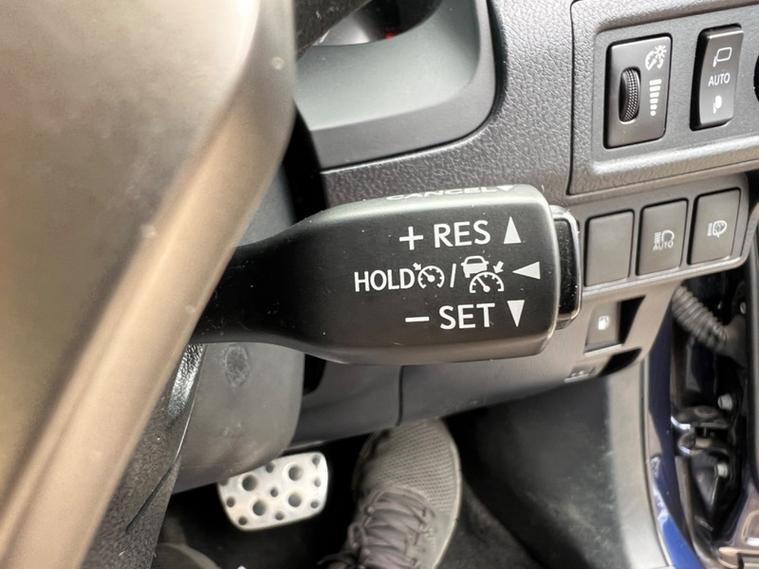 AUTO
CANCEL
+ RES
AUTO
HOLD /
− SET